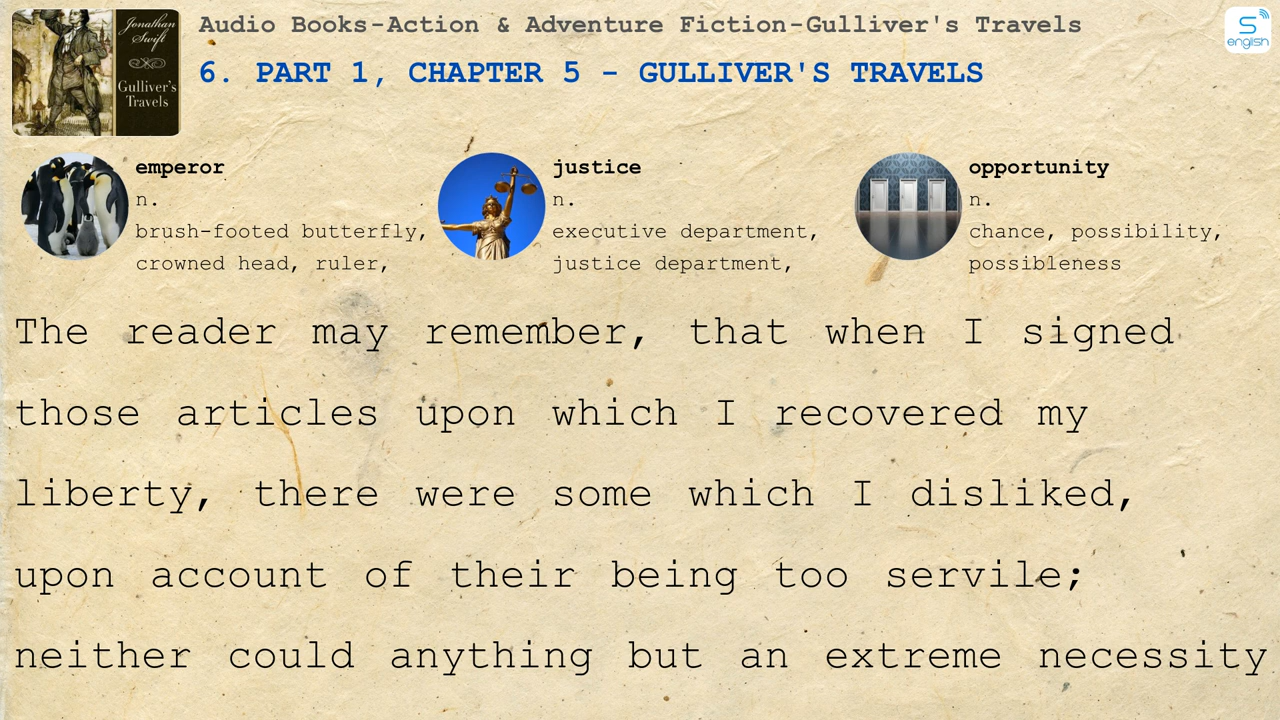 Audio Books-Action & Adventure Fiction-Gulliver's Travels
6. PART 1, CHAPTER 5 - GULLIVER'S TRAVELS
Jonathan
Swift
Gulliver's
Travels
S
english
emperor
n.
brush-footed butterfly,
crowned head, ruler,
justice
n.
executive department,
justice department,
opportunity
n.
chance, possibility,
possibleness
The reader may remember, that when I signed
those articles upon which I recovered my
liberty, there were some which I disliked,
upon account of their being too servile;
neither could anything but an extreme necessity